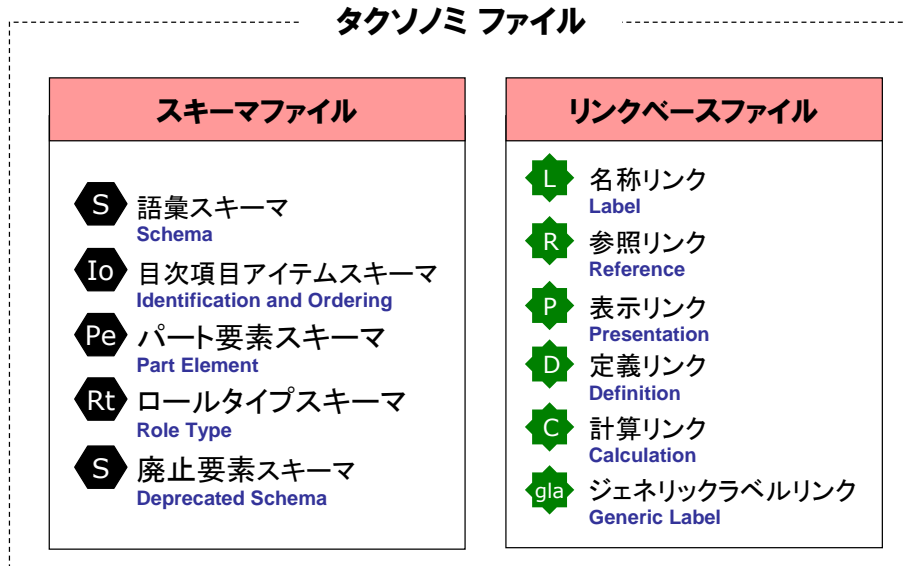 タクソノミ ファイル
スキーマファイル
S 語彙スキーマ
Schema
Io 目次項目アイテムスキーマ
Identification and Ordering
Pe パート要素スキーマ
Part Element
Rt ロールタイプスキーマ
Role Type
S 廃止要素スキーマ
Deprecated Schema
リンクベースファイル
L 名称リンク
Label
R 参照リンク
Reference
P 表示リンク
Presentation
D 定義リンク
Definition
C 計算リンク
Calculation
gla ジェネリックラベルリンク
Generic Label